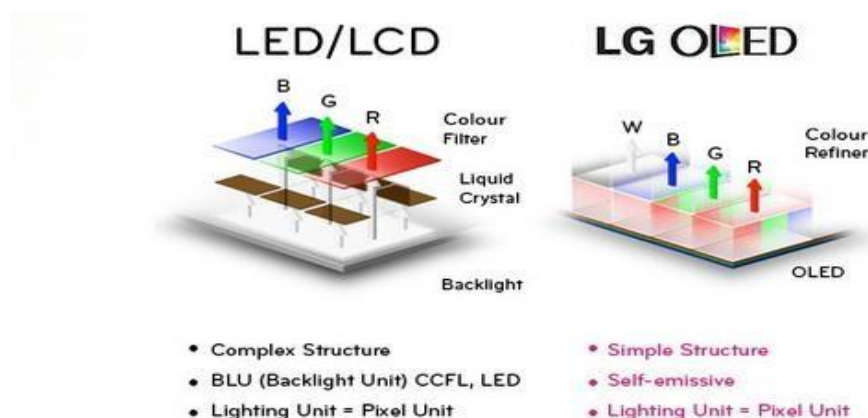 LED/LCD
B
G
R
Colour
Filter
Liquid
Crystal
Backlight
• Complex Structure
• BLU (Backlight Unit) CCFL, LED
• Lighting Unit = Pixel Unit
LG OLED
W
B
G
R
Colour
Refiner
OLED
• Simple Structure
• Self-emissive
• Lighting Unit = Pixel Unit